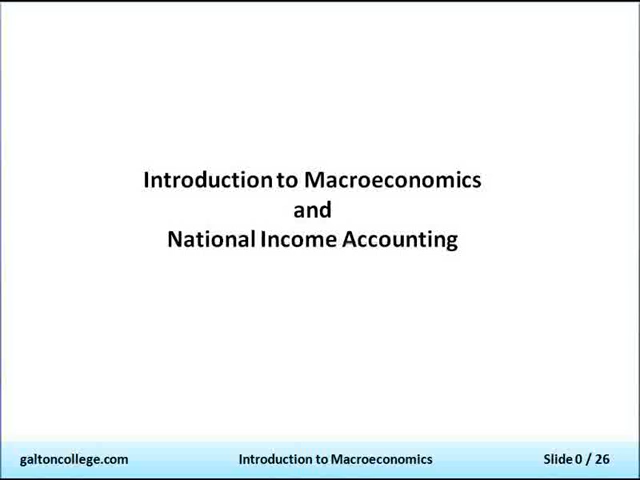 Introduction to Macroeconomics
and
National Income Accounting
galtoncollege.com Introduction to Macroeconomics Slide 0 / 26